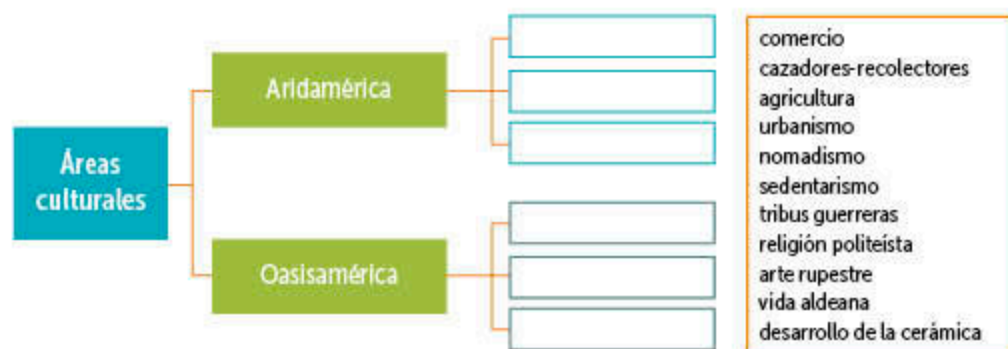 Áreas
culturales
Aridamérica
Oasisamérica
comercio
cazadores-recolectores
agricultura
urbanismo
nomadismo
sedentarismo
tribus guerreras
religión politeísta
arte rupestre
vida aldeana
desarrollo de la cerámica